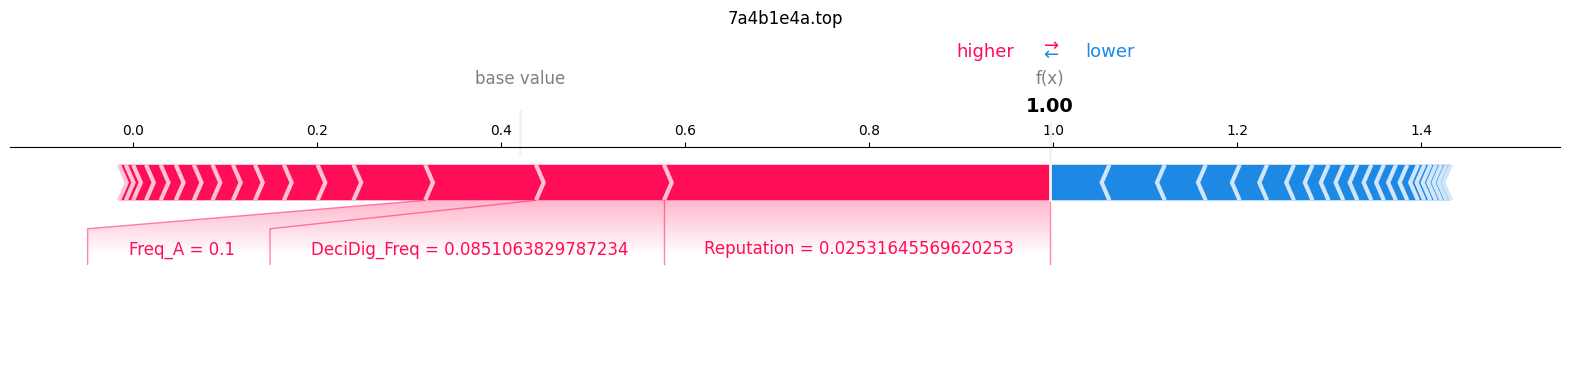 7a4b1e4a.top
higher ⇄ lower
base value f(x)
1.00
0.0 0.2 0.4 0.6 0.8 1.0 1.2 1.4
Freq_A = 0.1 DeciDig_Freq = 0.0851063829787234 Reputation = 0.02531645569620253